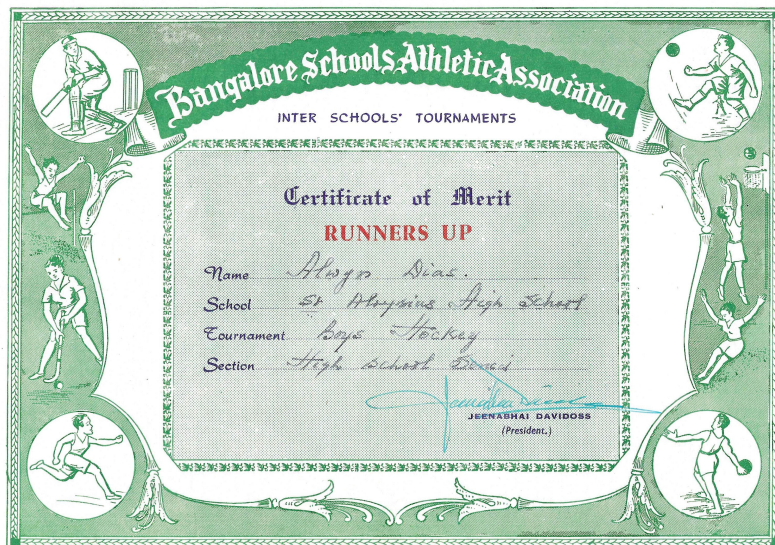 Bangalore Schools Athletic Association
INTER SCHOOLS' TOURNAMENTS
Certificate of Merit
RUNNERS UP
Name Alwyn Dias.
School St Aloysius High School
Tournament Boys Hockey
Section High School
JEENABHAI DAVIDOSS
(President.)